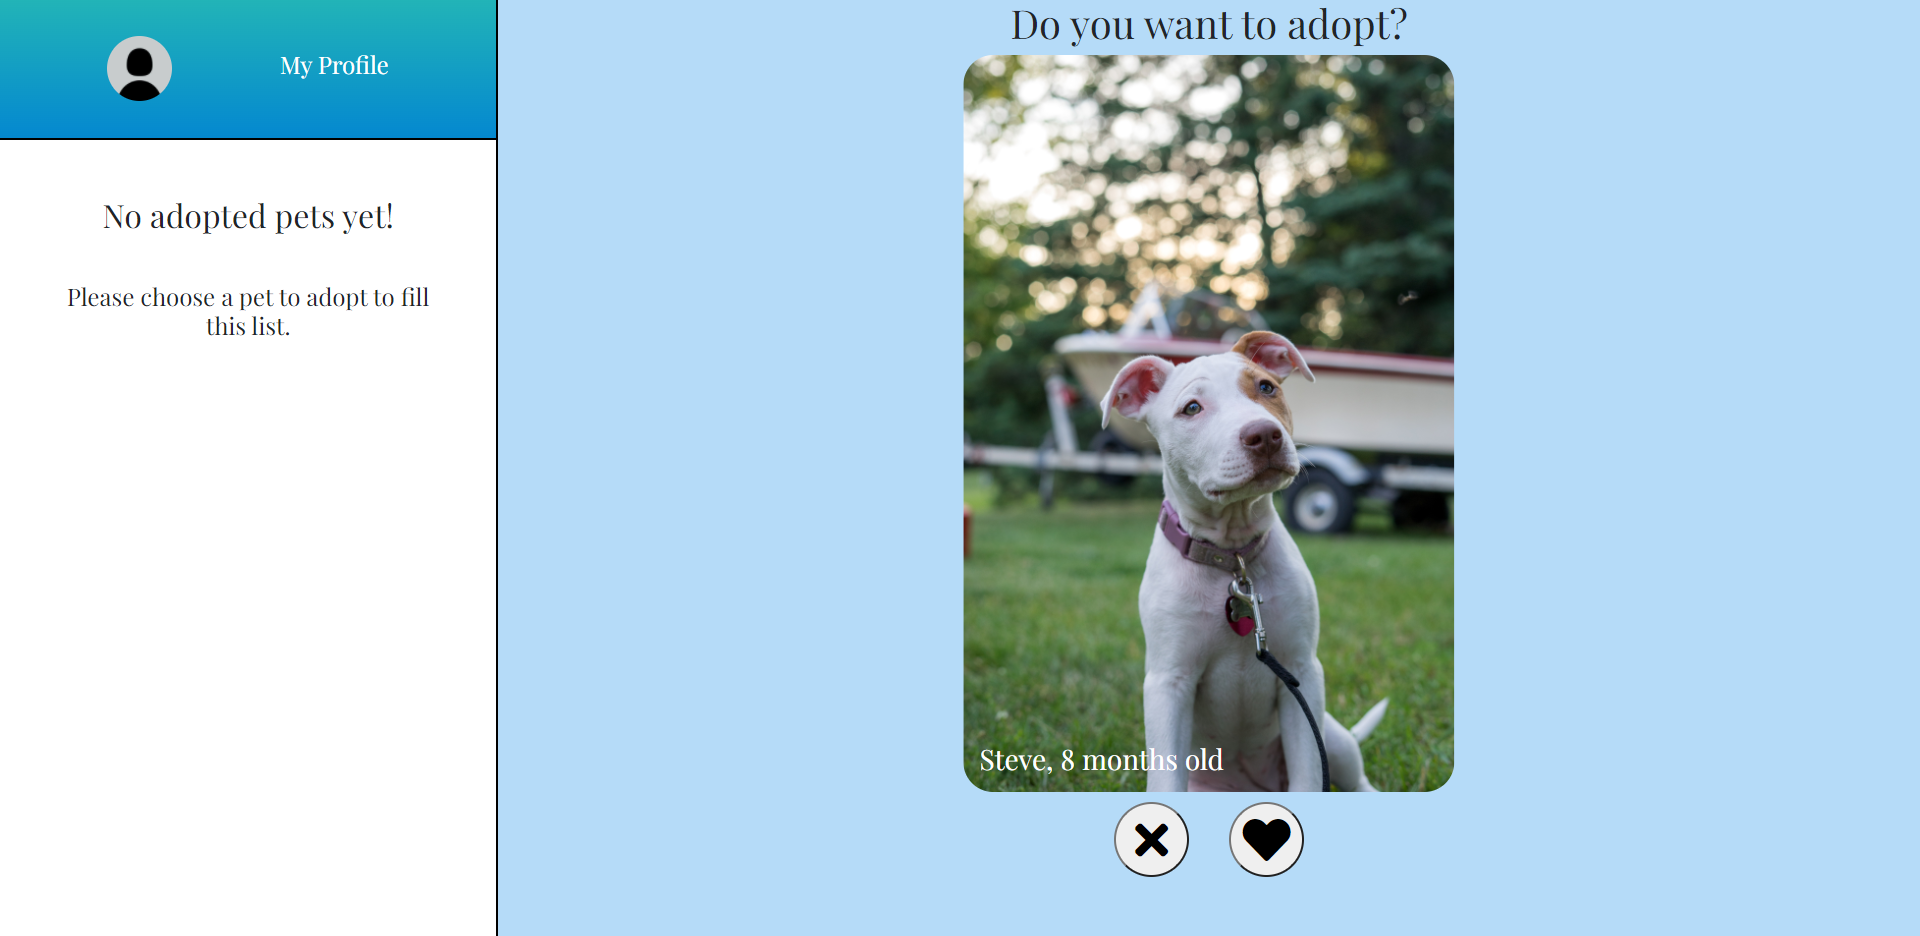 My Profile
No adopted pets yet!
Please choose a pet to adopt to fill
this list.
Do you want to adopt?
Steve, 8 months old